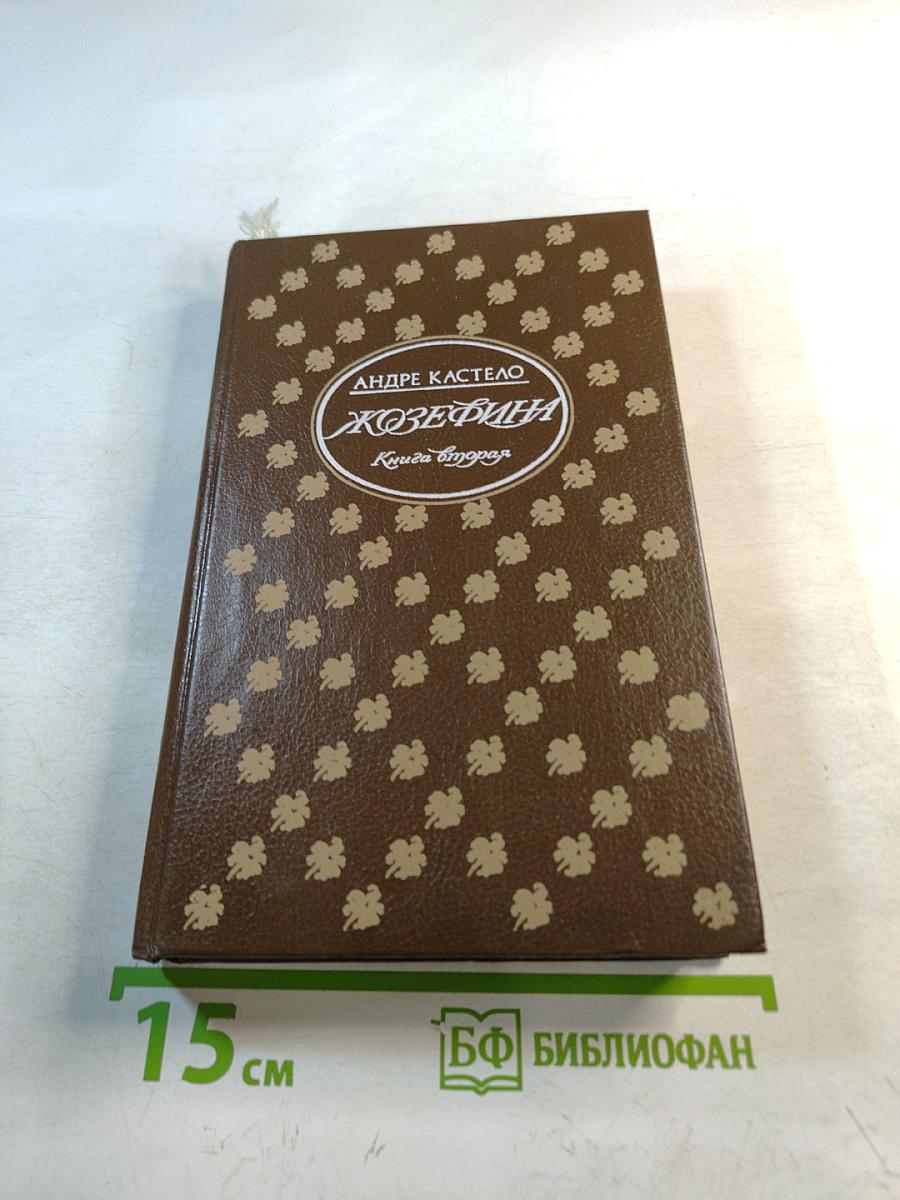 АНДРЕ КАСТЕЛО
ЖОЗЕФИНА
Книга вторая
15 см
БФ БИБЛИОФАН